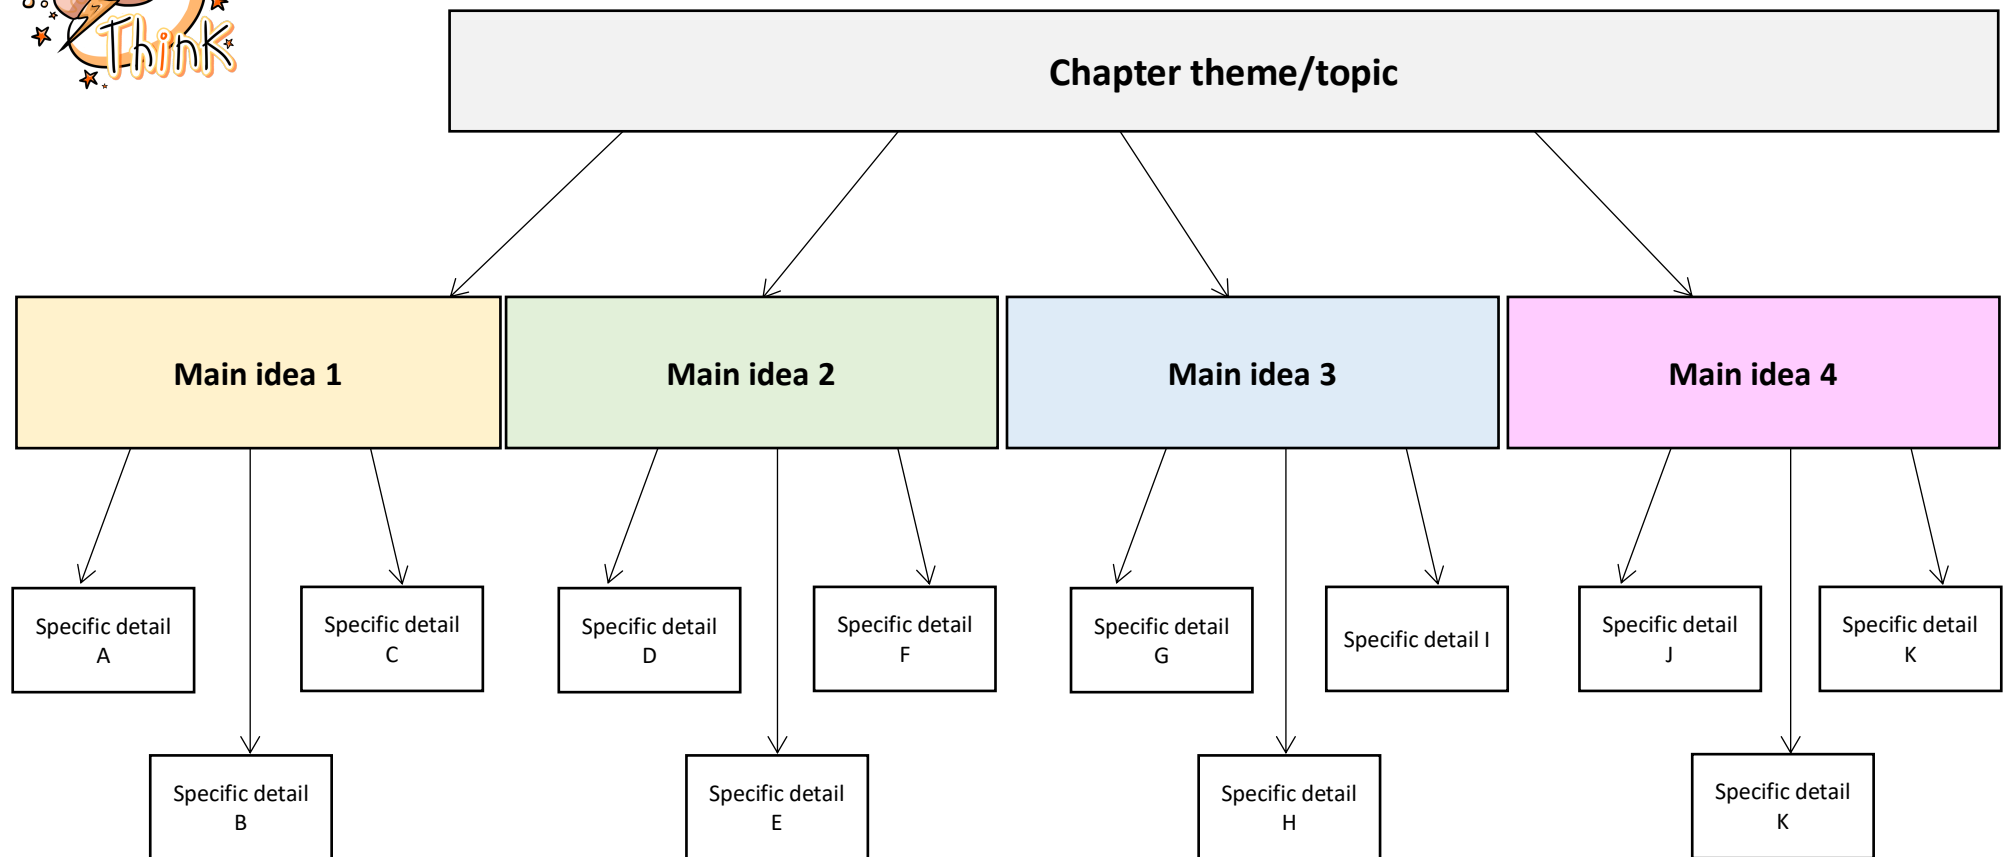 Think
Chapter theme/topic
Main idea 1
Main idea 2
Main idea 3
Main idea 4
Specific detail
A
Specific detail
C
Specific detail
D
Specific detail
F
Specific detail
G
Specific detail I
Specific detail
J
Specific detail
K
Specific detail
B
Specific detail
E
Specific detail
H
Specific detail
K